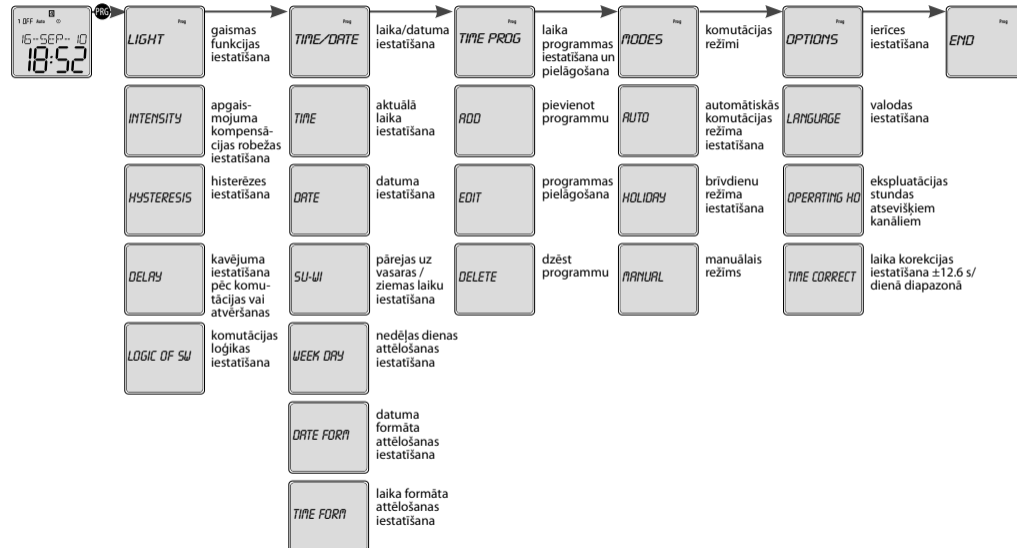 1 OFF Auto
16-SEP-10
18:52
PRG
Prog
LIGHT
gaismas
funkcijas
iestatīšana
Prog
TIME/DATE
laika/datuma
iestatīšana
Prog
TIME PROG
laika
programmas
iestatīšana un
pielāgošana
Prog
MODES
komutācijas
režīmi
Prog
OPTIONS
ierīces
iestatīšana
Prog
END
INTENSITY
apgais-
mojuma
kompensā-
cijas robežas
iestatīšana
TIME
aktuālā
laika
iestatīšana
ADD
pievienot
programmu
AUTO
automātiskās
komutācijas
režīma
iestatīšana
LANGUAGE
valodas
iestatīšana
HYSTERESIS
histerēzes
iestatīšana
DATE
datuma
iestatīšana
EDIT
programmas
pielāgošana
HOLIDAY
brīvdienu
režīma
iestatīšana
OPERATING HO
ekspluatācijas
stundas
atsevišķiem
kanāliem
DELAY
kavējuma
iestatīšana
pēc komu-
tācijas vai
atvēršanas
SU-WI
pārejas uz
vasaras /
ziemas laiku
iestatīšana
DELETE
dzēst
programmu
MANUAL
manuālais
režīms
TIME CORRECT
laika korekcijas
iestatīšana ±12.6 s/
dienā diapazonā
LOGIC OF SW
komutācijas
loģikas
iestatīšana
WEEK DAY
nedēļas dienas
attēlošanas
iestatīšana
DATE FORM
datuma
formāta
attēlošanas
iestatīšana
TIME FORM
laika formāta
attēlošanas
iestatīšana